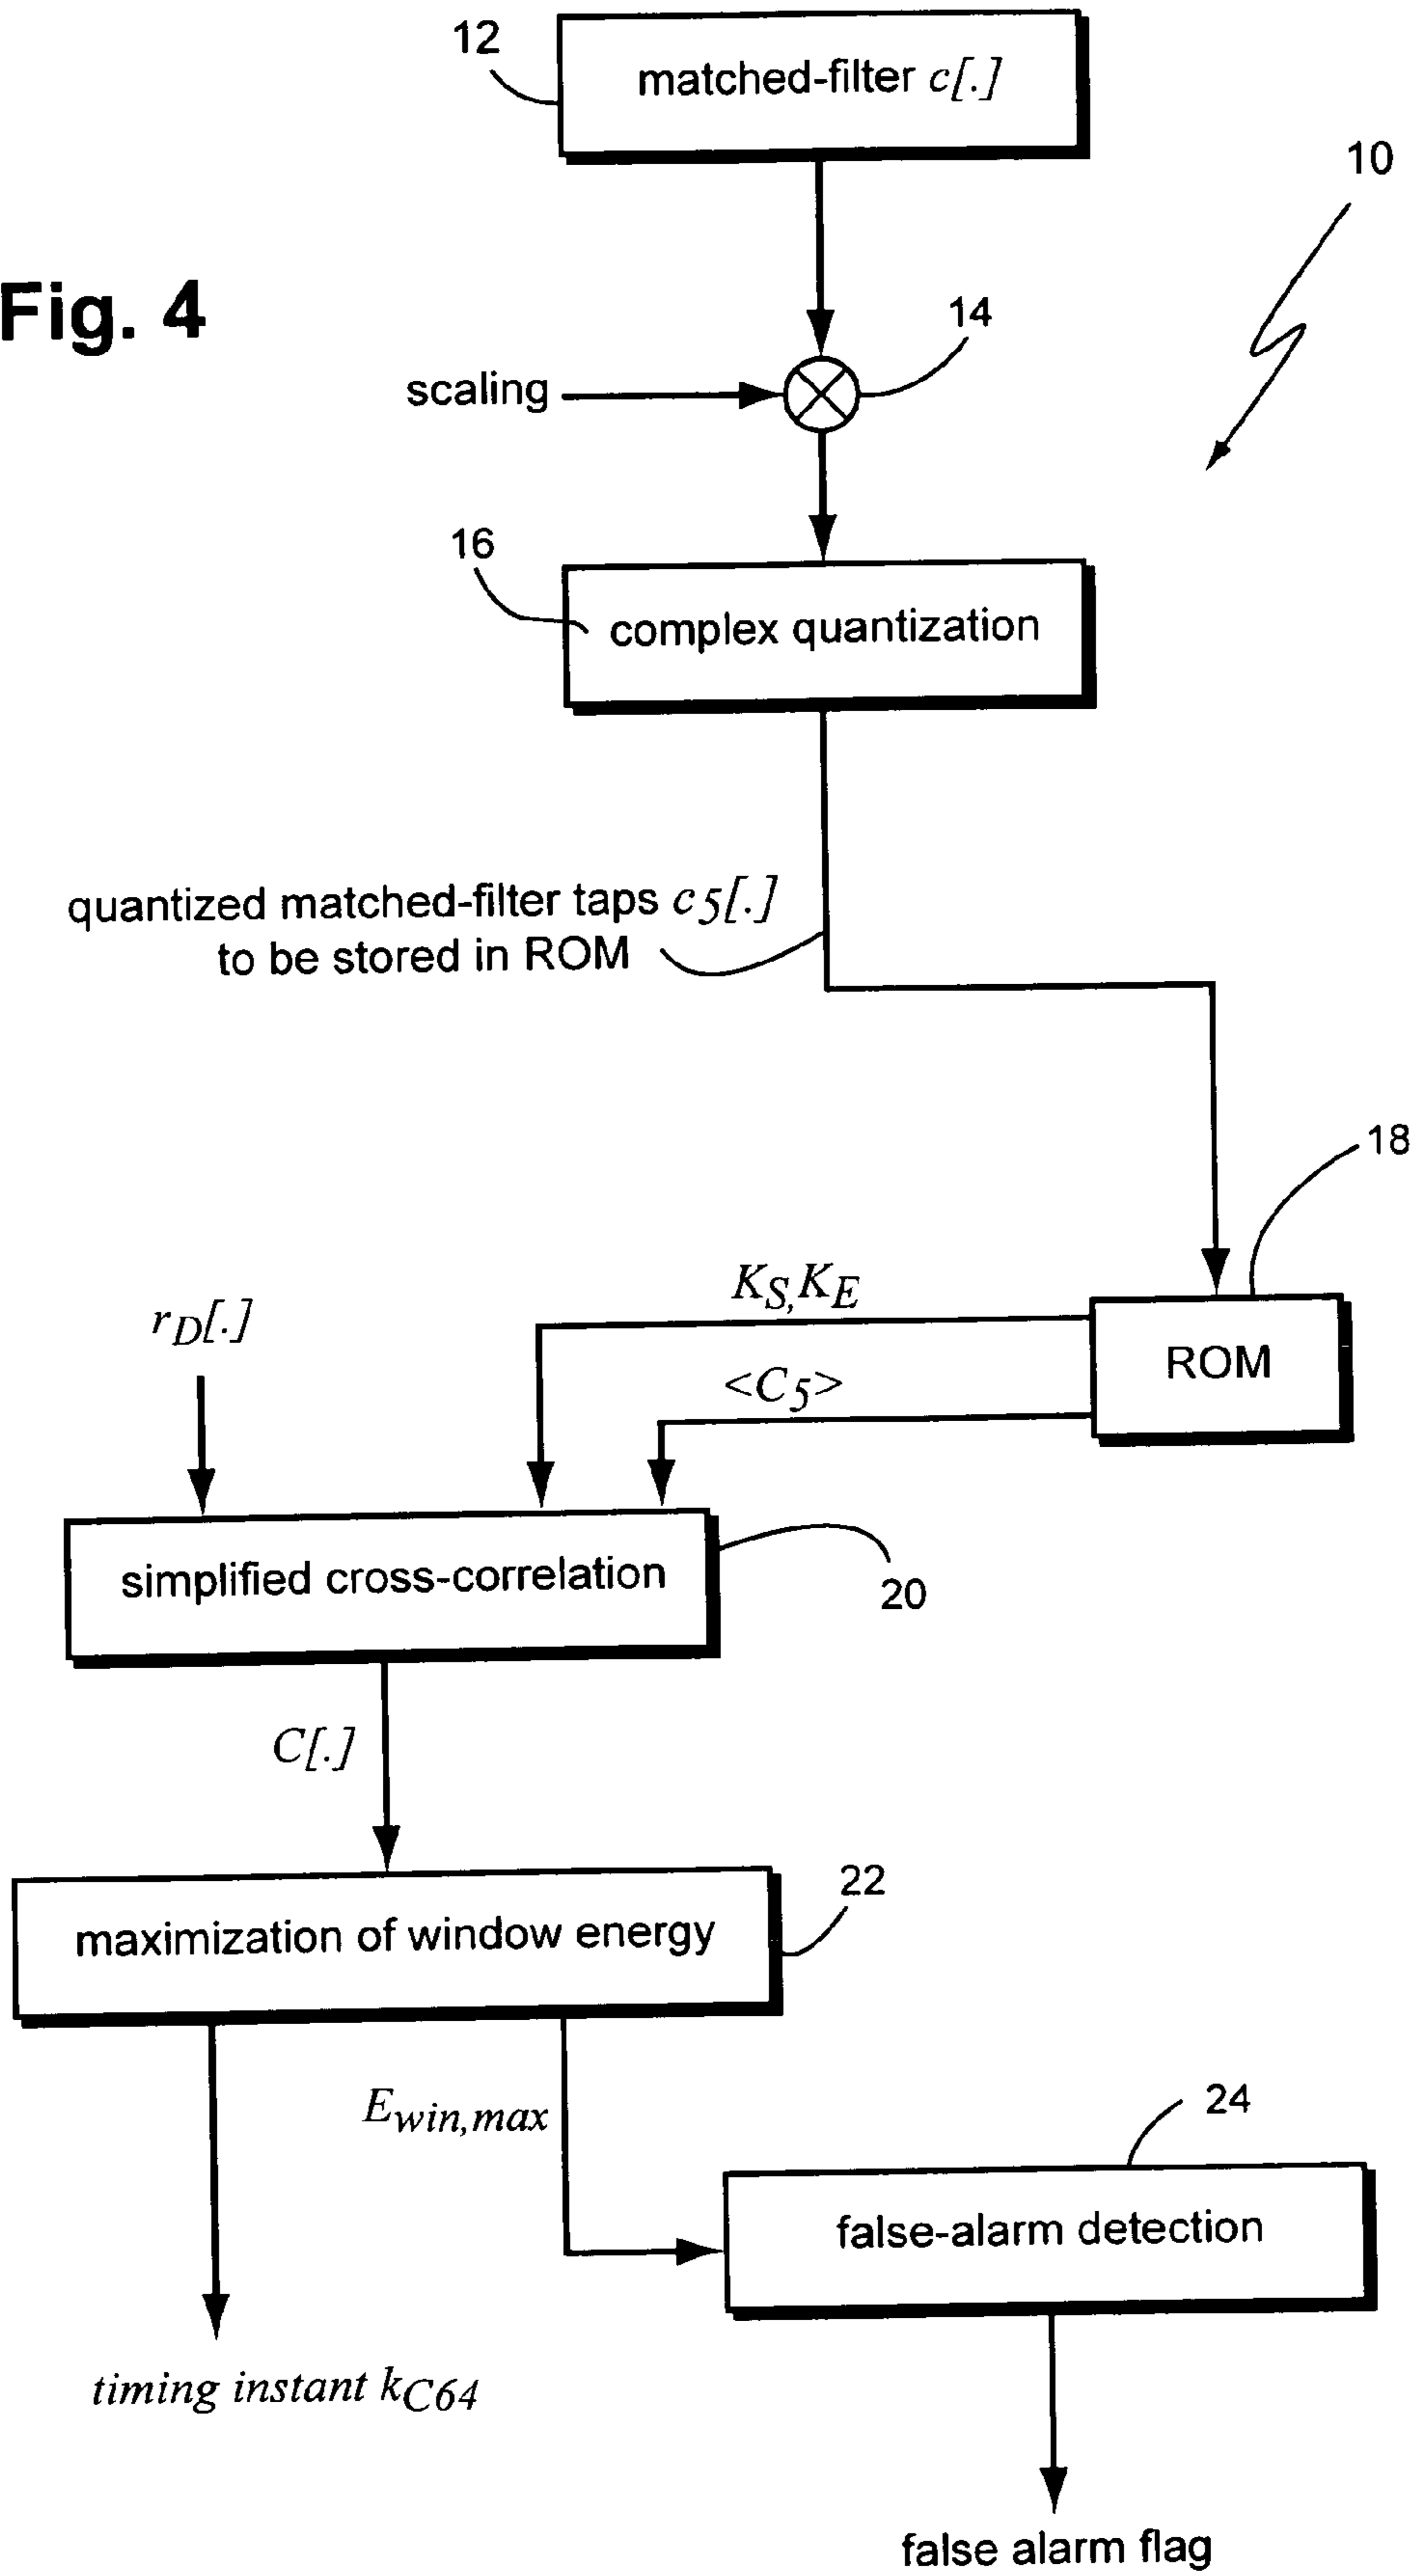 12
matched-filter c[.]
10
Fig. 4
14
scaling
16
complex quantization
quantized matched-filter taps c5[.]
to be stored in ROM
18
KS,KE
rD[.]
ROM
<C5>
simplified cross-correlation
20
C[.]
22
maximization of window energy
Ewin,max
24
false-alarm detection
timing instant kC64
false alarm flag